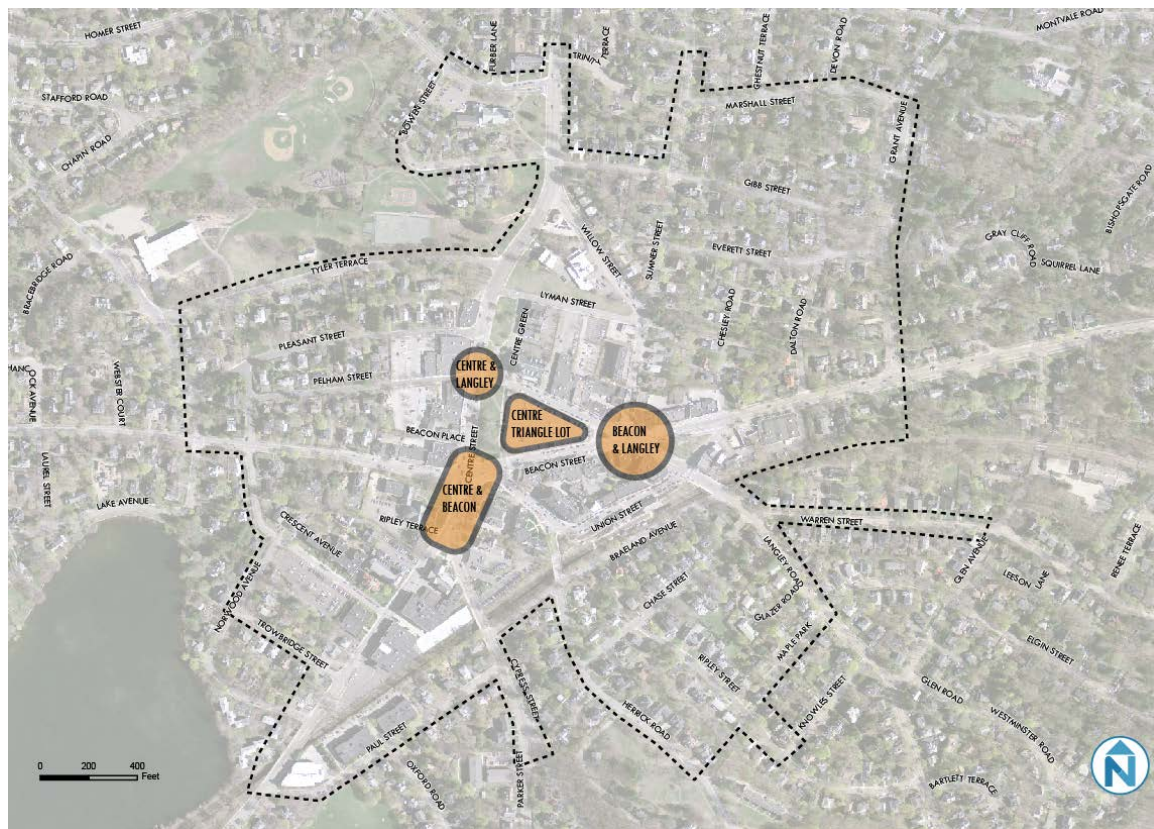 HOMER STREET
FURBER LANE
TRINITY
TERRACE
CHESTNUT TERRACE
DEVON ROAD
MONTVALE ROAD
STAFFORD ROAD
BOWEN STREET
MARSHALL STREET
GRANT AVENUE
CHAPIN ROAD
GIBB STREET
BISHOPSGATE ROAD
WILLOW STREET
SUMNER STREET
EVERETT STREET
GRAY CLIFF ROAD
SQUIRREL LANE
BRACEBRIDGE ROAD
TYLER TERRACE
LYMAN STREET
CHESLEY ROAD
DALTON ROAD
PLEASANT STREET
CENTRE GREEN
HANC
OCK AVENUE
WEBSTER COURT
PELHAM STREET
CENTRE &
LANGLEY
CENTRE
TRIANGLE LOT
BEACON
& LANGLEY
BEACON PLACE
CENTRE STREET
BEACON STREET
LAUREL STREET
LAKE AVENUE
CENTRE &
BEACON
CRESCENT AVENUE
RIPLEY TERRACE
UNION STREET
BRAELAND AVENUE
WARREN STREET
LANGLEY ROAD
GLEN AVENUE
LEESON LANE
RENEE TERRACE
NORWOOD AVENUE
CHASE STREET
GLAZER ROAD
TROWBRIDGE STREET
MAPLE PARK
ELGIN STREET
CYPRESS STREET
RIPLEY STREET
KNOWLES STREET
GLEN ROAD
HERRICK ROAD
WESTMINSTER ROAD
PAUL STREET
OXFORD ROAD
PARKER STREET
BARTLETT TERRACE
0 200 400
Feet
N